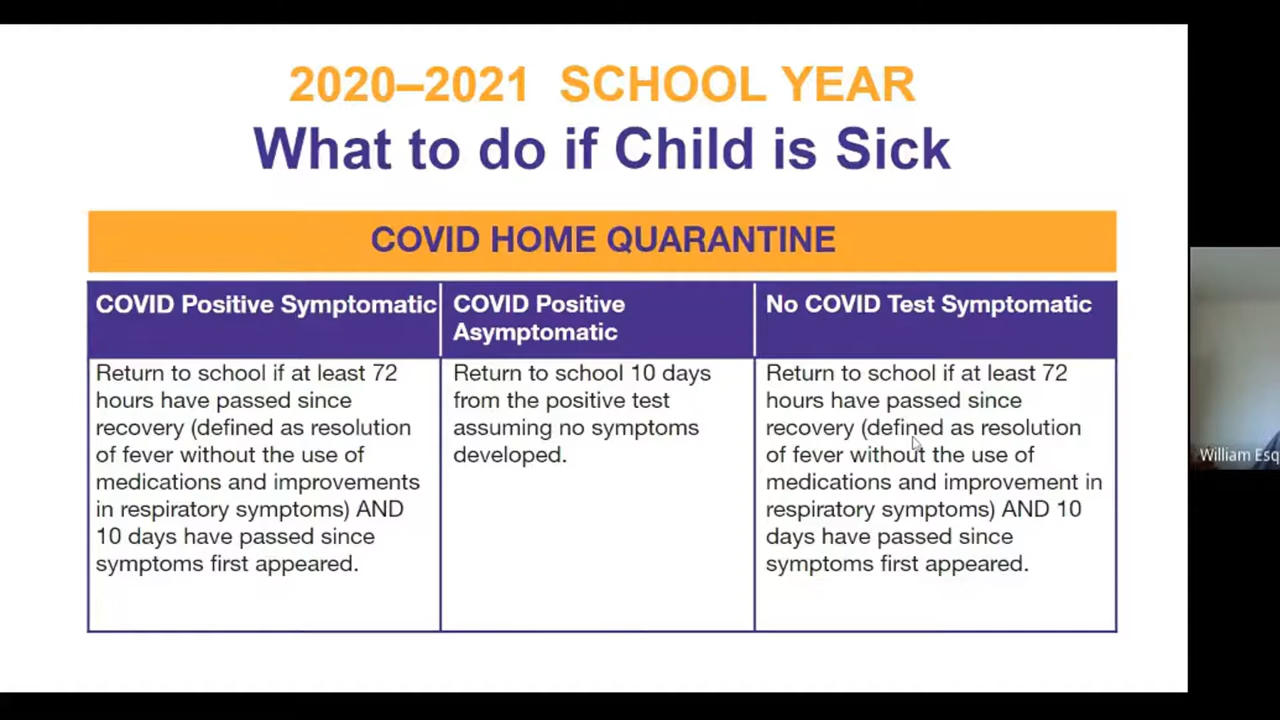 2020–2021 SCHOOL YEAR
What to do if Child is Sick
COVID HOME QUARANTINE
COVID Positive Symptomatic
Return to school if at least 72
hours have passed since
recovery (defined as resolution
of fever without the use of
medications and improvements
in respiratory symptoms) AND
10 days have passed since
symptoms first appeared.
COVID Positive
Asymptomatic
Return to school 10 days
from the positive test
assuming no symptoms
developed.
No COVID Test Symptomatic
Return to school if at least 72
hours have passed since
recovery (defined as resolution
of fever without the use of
medications and improvement in
respiratory symptoms) AND 10
days have passed since
symptoms first appeared.
William Esq